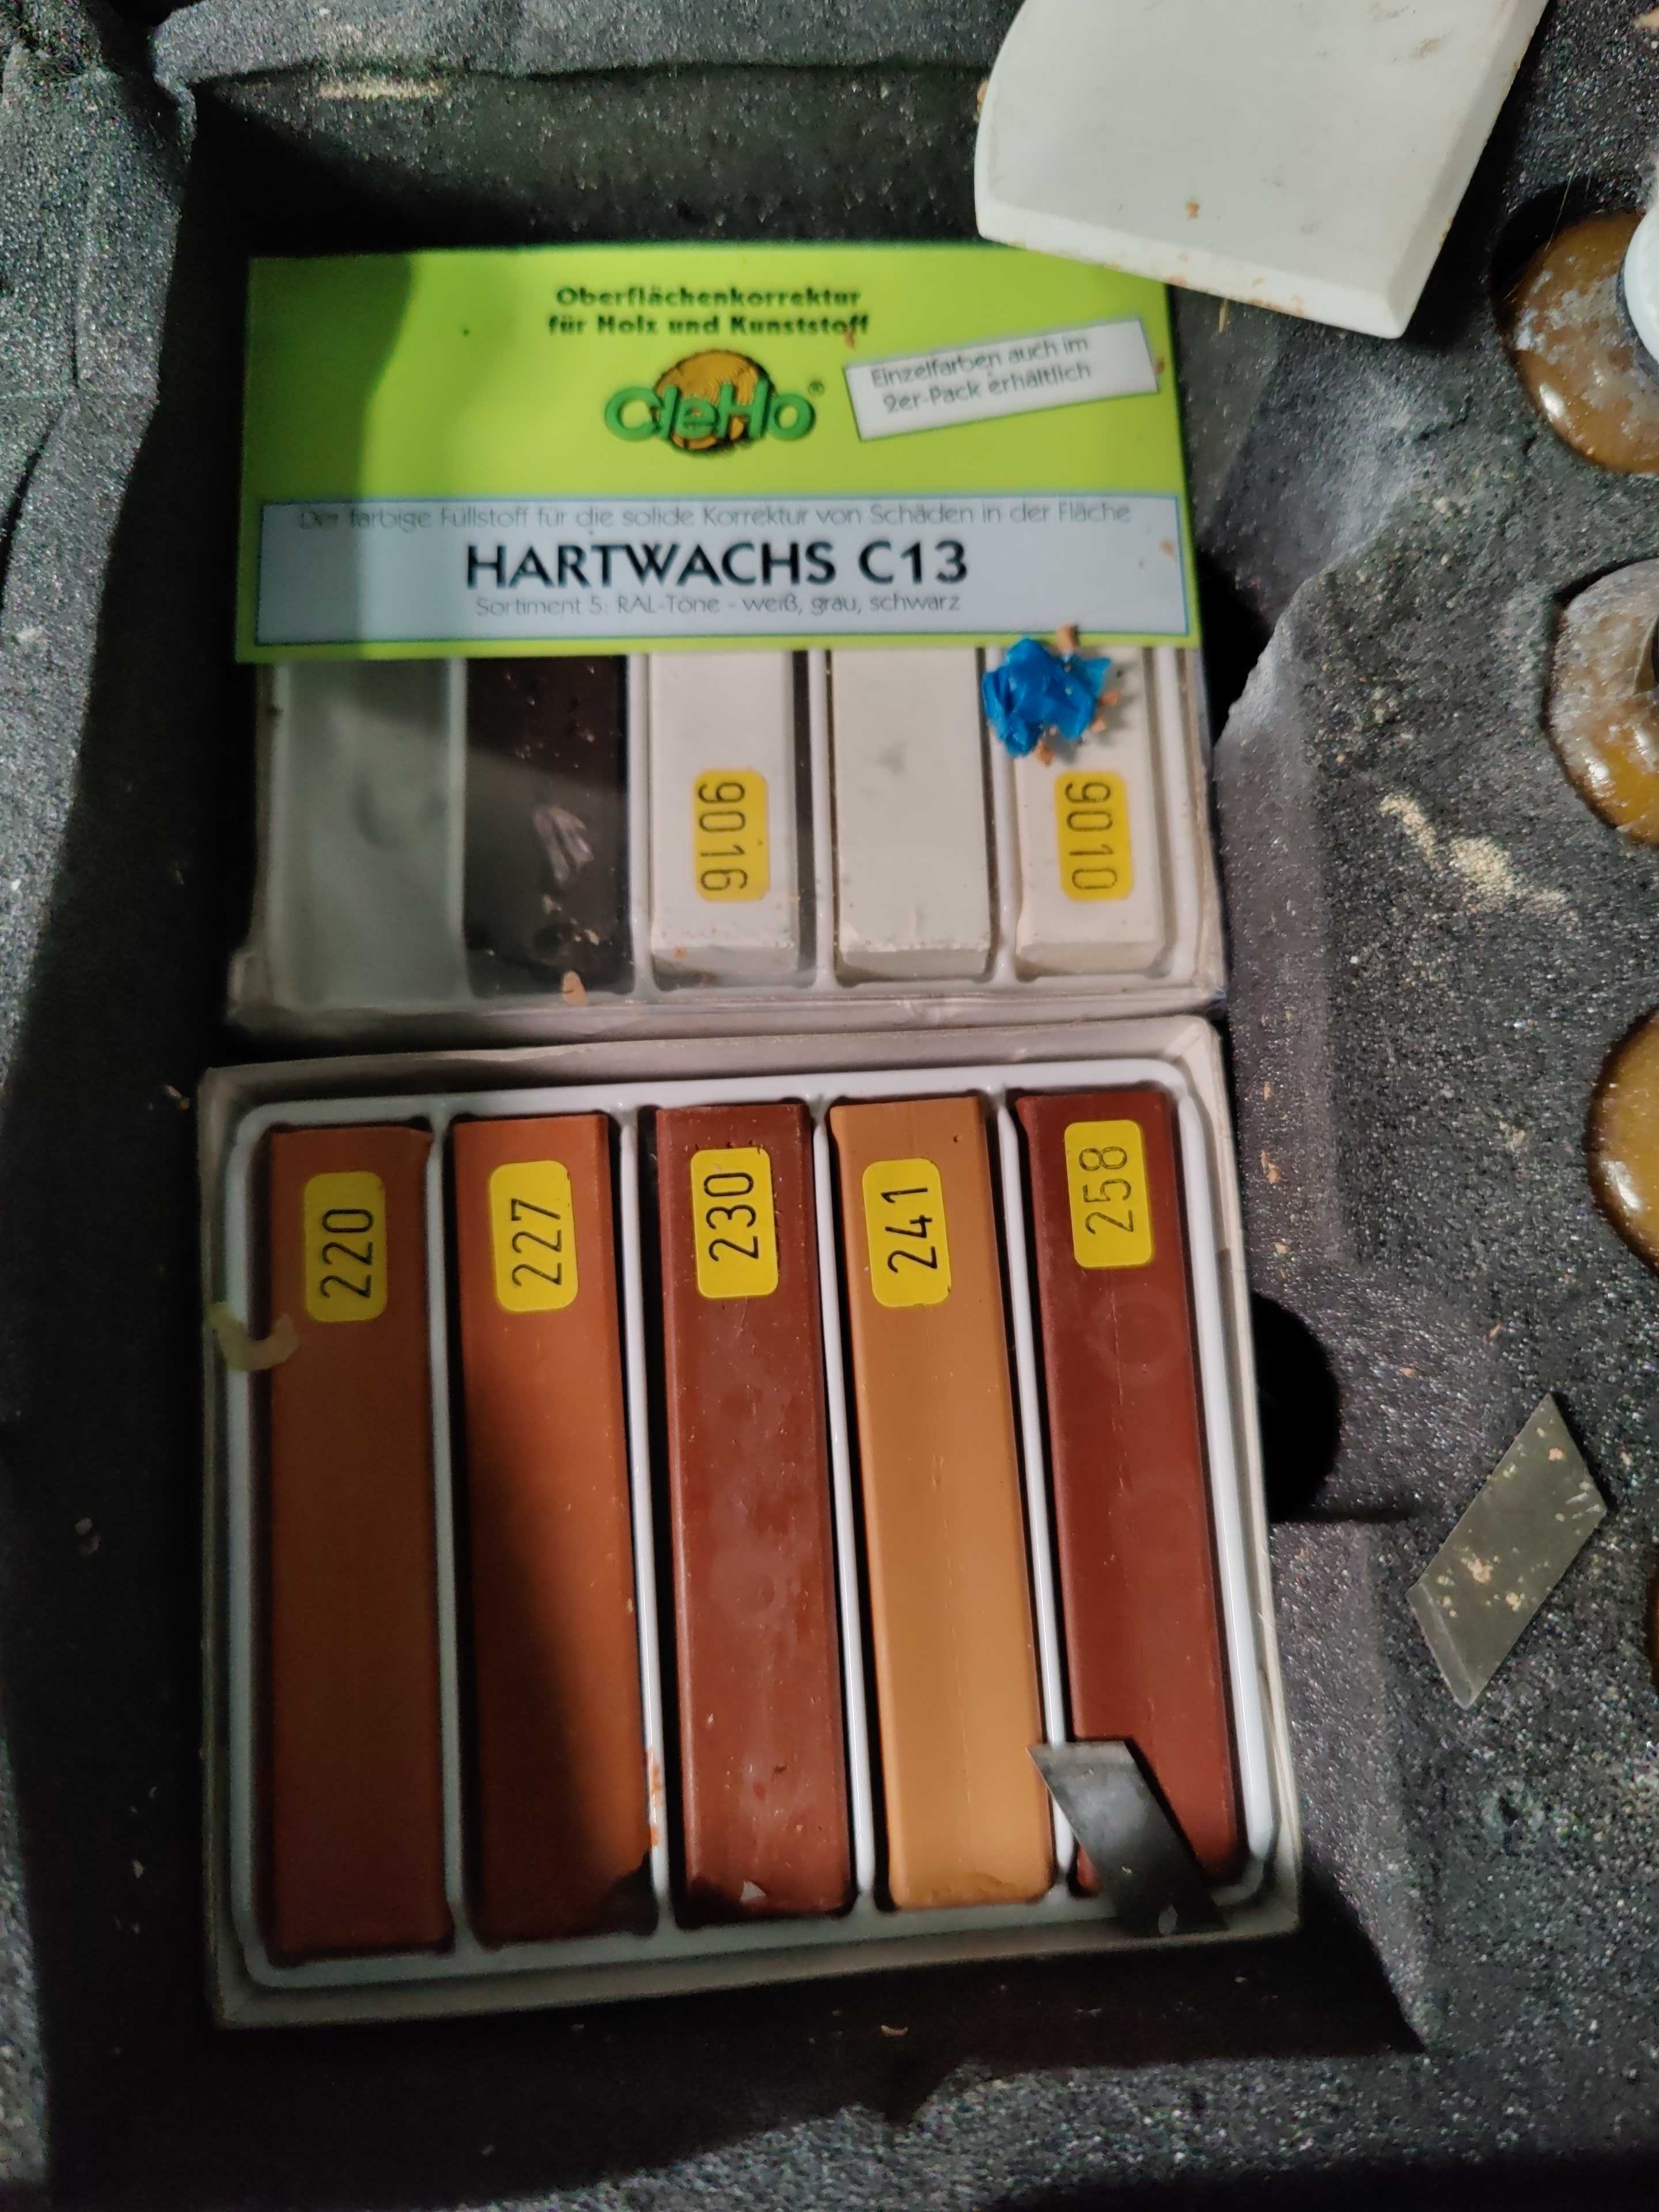 Oberflächenkorrektur
für Holz und Kunststoff
CleHo®
Einzelfarben auch im
2er-Pack erhältlich
Der farbige Füllstoff für die solide Korrektur von Schäden in der Fläche
HARTWACHS C13
Sortiment 5: RAL-Töne - weiß, grau, schwarz
9016
9010
220
227
230
241
258